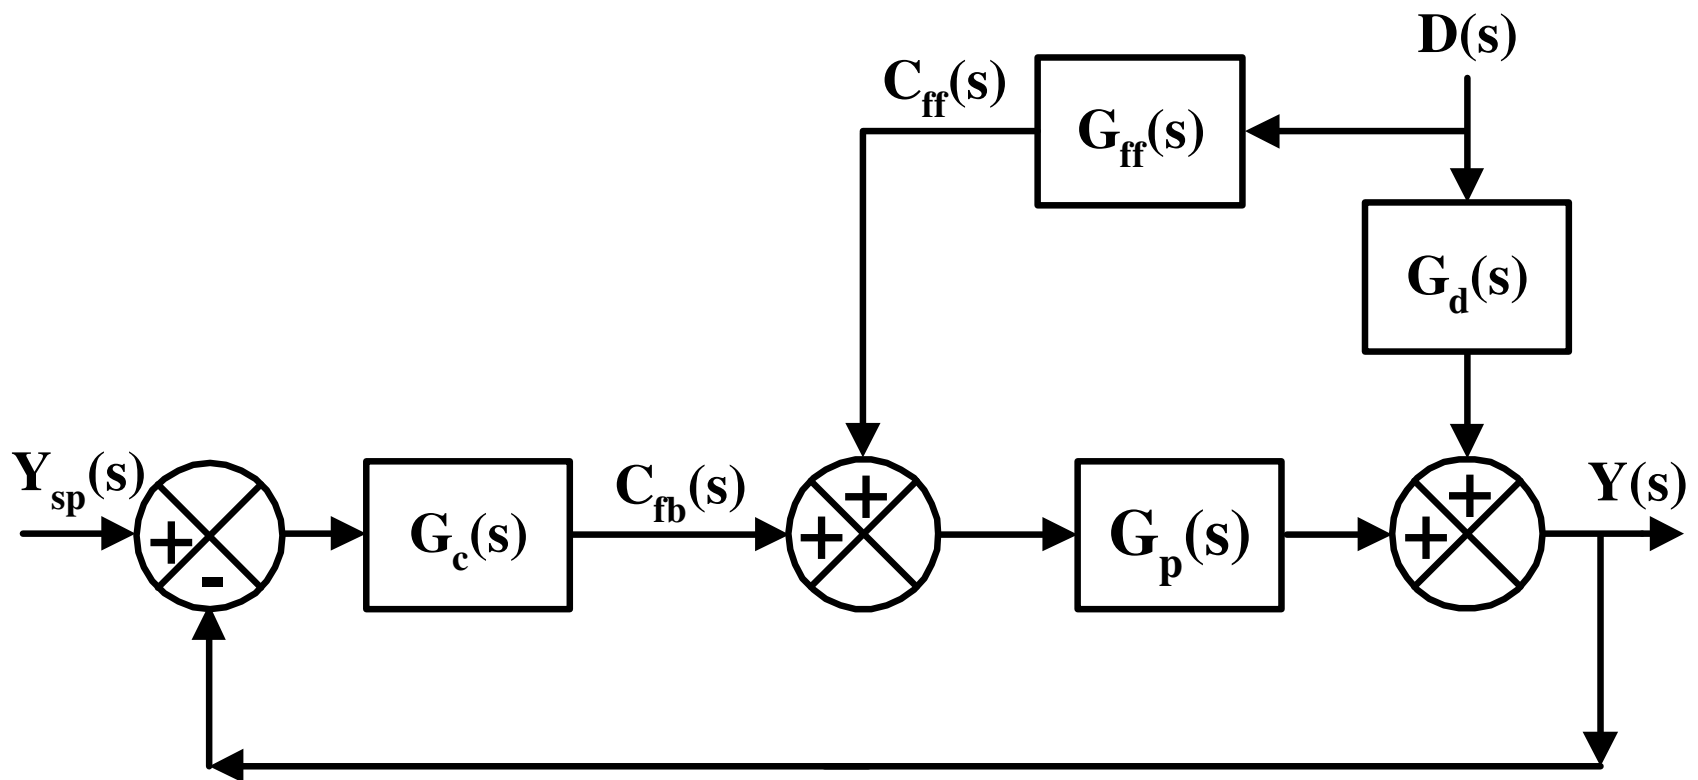 D(s)
C_ff(s)
G_ff(s)
G_d(s)
Y_sp(s)
+
-
G_c(s)
C_fb(s)
+
+
G_p(s)
+
+
Y(s)